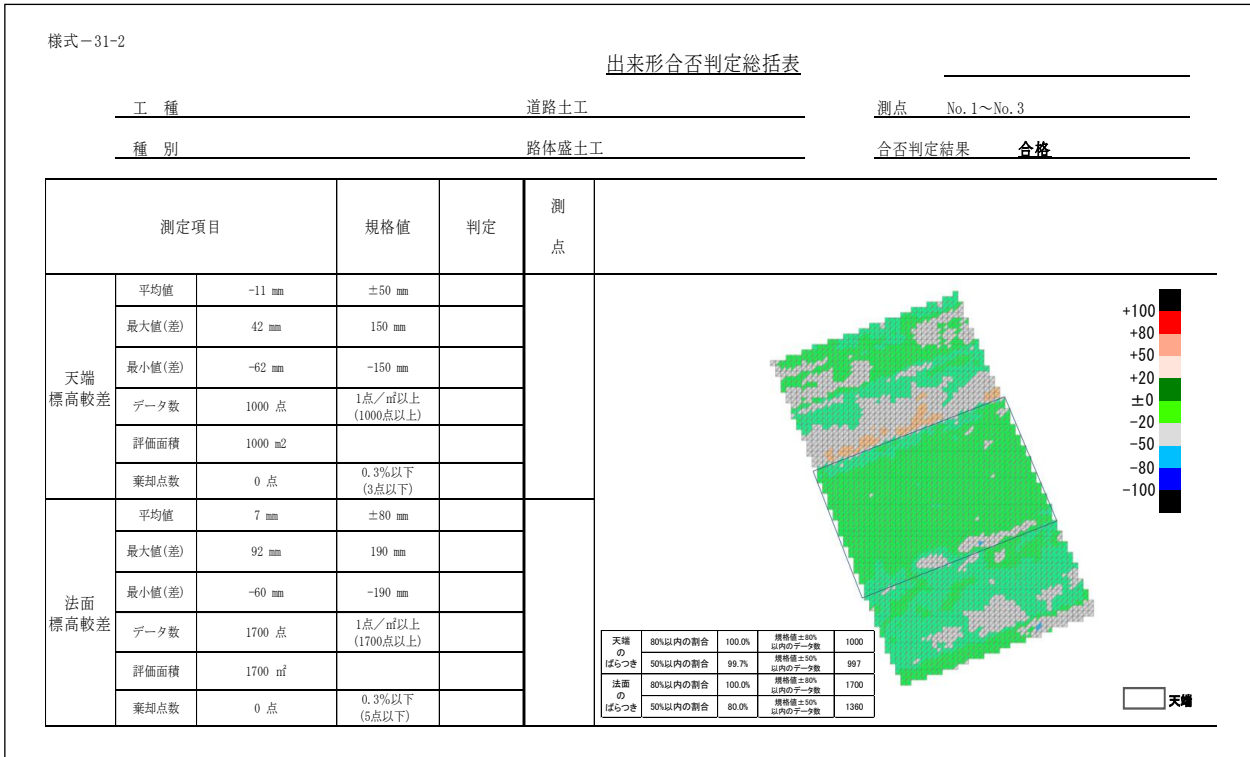 様式－31-2
出来形合否判定総括表
工　種　道路土工　測点　No.1～No.3
種　別　路体盛土工　合否判定結果　合格
測定項目　規格値　判定　測点
天端標高較差
平均値　-11 mm　±50 mm
最大値(差)　42 mm　150 mm
最小値(差)　-62 mm　-150 mm
データ数　1000 点　1点／㎡以上(1000点以上)
評価面積　1000 m2
棄却点数　0 点　0.3%以下(3点以下)
法面標高較差
平均値　7 mm　±80 mm
最大値(差)　92 mm　190 mm
最小値(差)　-60 mm　-190 mm
データ数　1700 点　1点／㎡以上(1700点以上)
評価面積　1700 ㎡
棄却点数　0 点　0.3%以下(5点以下)
+100
+80
+50
+20
±0
-20
-50
-80
-100
天端のばらつき　80%以内の割合　100.0%　規格値±80%以内のデータ数　1000
50%以内の割合　99.7%　規格値±50%以内のデータ数　997
法面のばらつき　80%以内の割合　100.0%　規格値±80%以内のデータ数　1700
50%以内の割合　80.0%　規格値±50%以内のデータ数　1360
天端